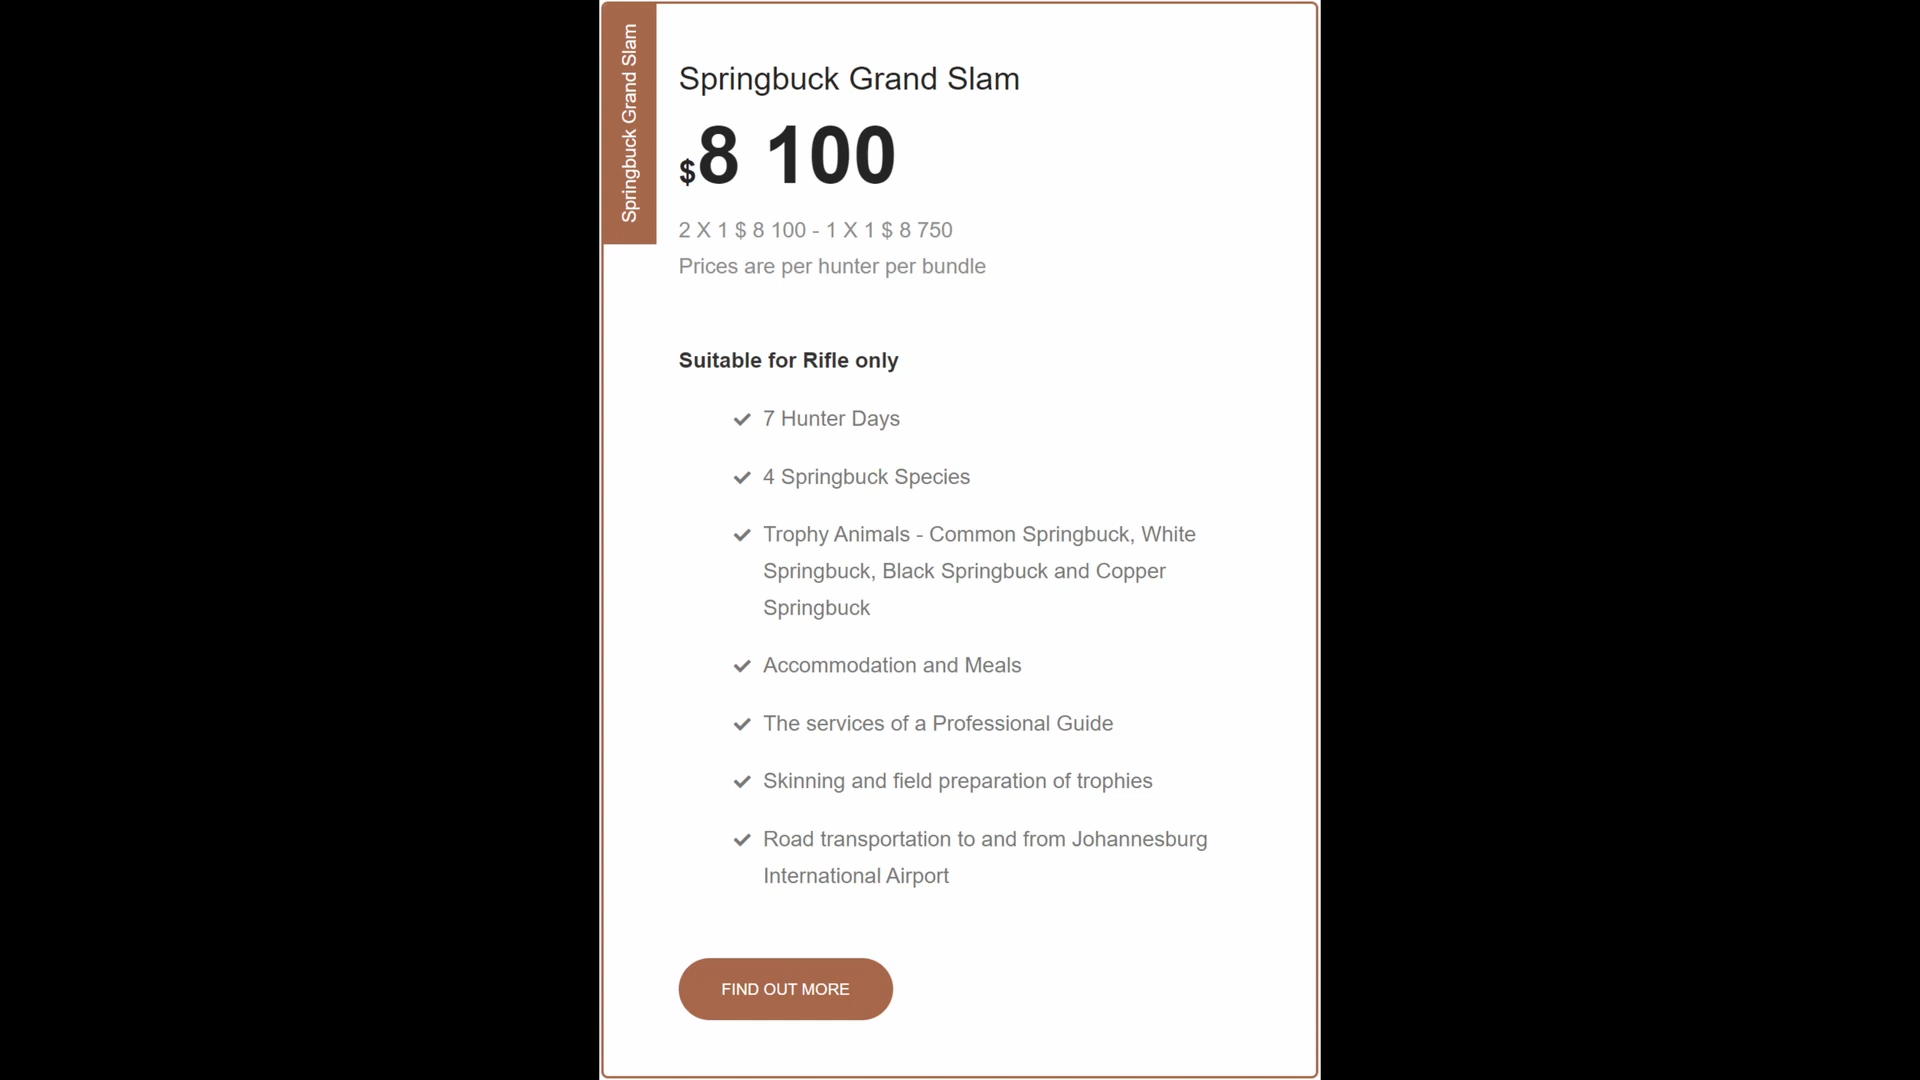 Springbuck Grand Slam
Springbuck Grand Slam
$8 100
2 X 1 $ 8 100 - 1 X 1 $ 8 750
Prices are per hunter per bundle
Suitable for Rifle only
7 Hunter Days
4 Springbuck Species
Trophy Animals - Common Springbuck, White
Springbuck, Black Springbuck and Copper
Springbuck
Accommodation and Meals
The services of a Professional Guide
Skinning and field preparation of trophies
Road transportation to and from Johannesburg
International Airport
FIND OUT MORE